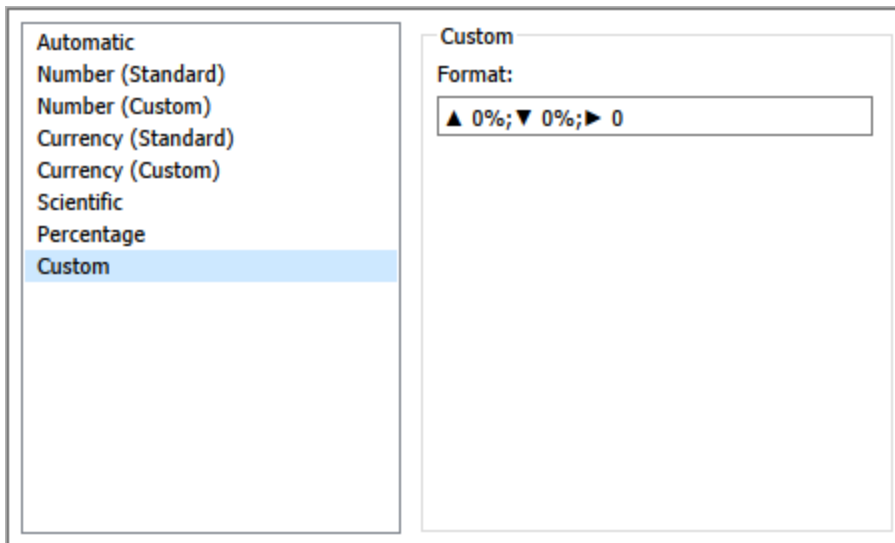 Automatic
Number (Standard)
Number (Custom)
Currency (Standard)
Currency (Custom)
Scientific
Percentage
Custom
Custom
Format:
▲ 0%;▼ 0%;► 0